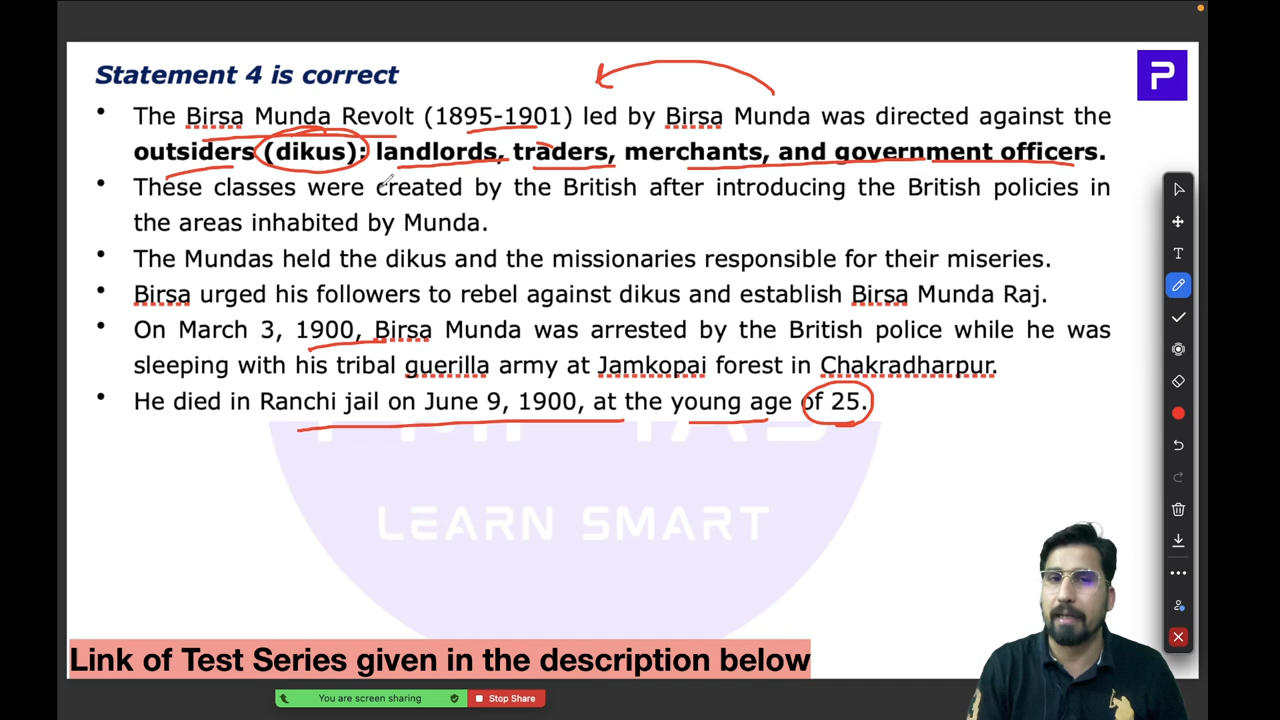 Statement 4 is correct
P
• The Birsa Munda Revolt (1895-1901) led by Birsa Munda was directed against the
outsiders (dikus): landlords, traders, merchants, and government officers.
• These classes were created by the British after introducing the British policies in
the areas inhabited by Munda.
• The Mundas held the dikus and the missionaries responsible for their miseries.
• Birsa urged his followers to rebel against dikus and establish Birsa Munda Raj.
• On March 3, 1900, Birsa Munda was arrested by the British police while he was
sleeping with his tribal guerilla army at Jamkopai forest in Chakradharpur.
• He died in Ranchi jail on June 9, 1900, at the young age of 25.
LEARN SMART
Link of Test Series given in the description below
You are screen sharing
Stop Share
T